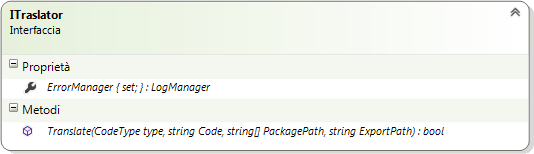 ITraslator
Interfaccia
Proprietà
ErrorManager { set; } : LogManager
Metodi
Translate(CodeType type, string Code, string[] PackagePath, string ExportPath) : bool